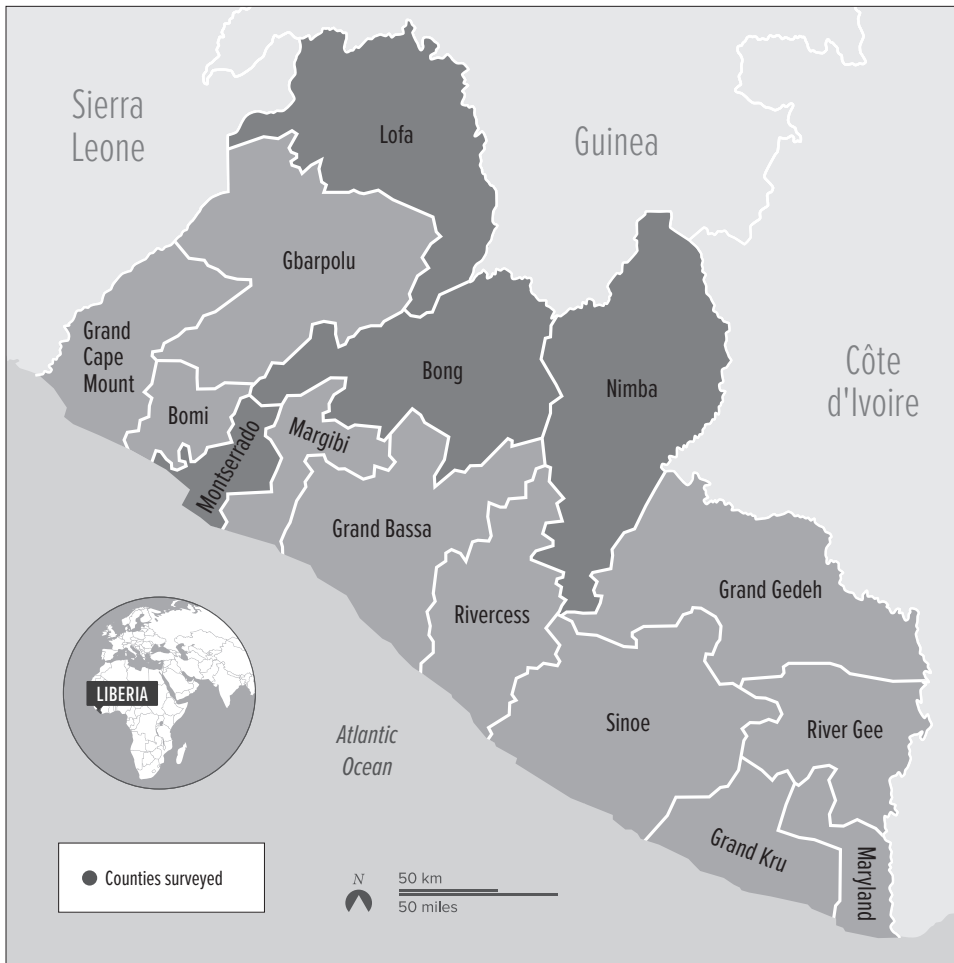 Sierra
Leone
Lofa
Guinea
Gbarpolu
Grand
Cape
Mount
Bong
Nimba
Côte
d'Ivoire
Bomi
Montserrado
Margibi
Grand Bassa
Rivercess
Grand Gedeh
LIBERIA
Sinoe
River Gee
Atlantic
Ocean
Grand Kru
Maryland
Counties surveyed
N
50 km
50 miles